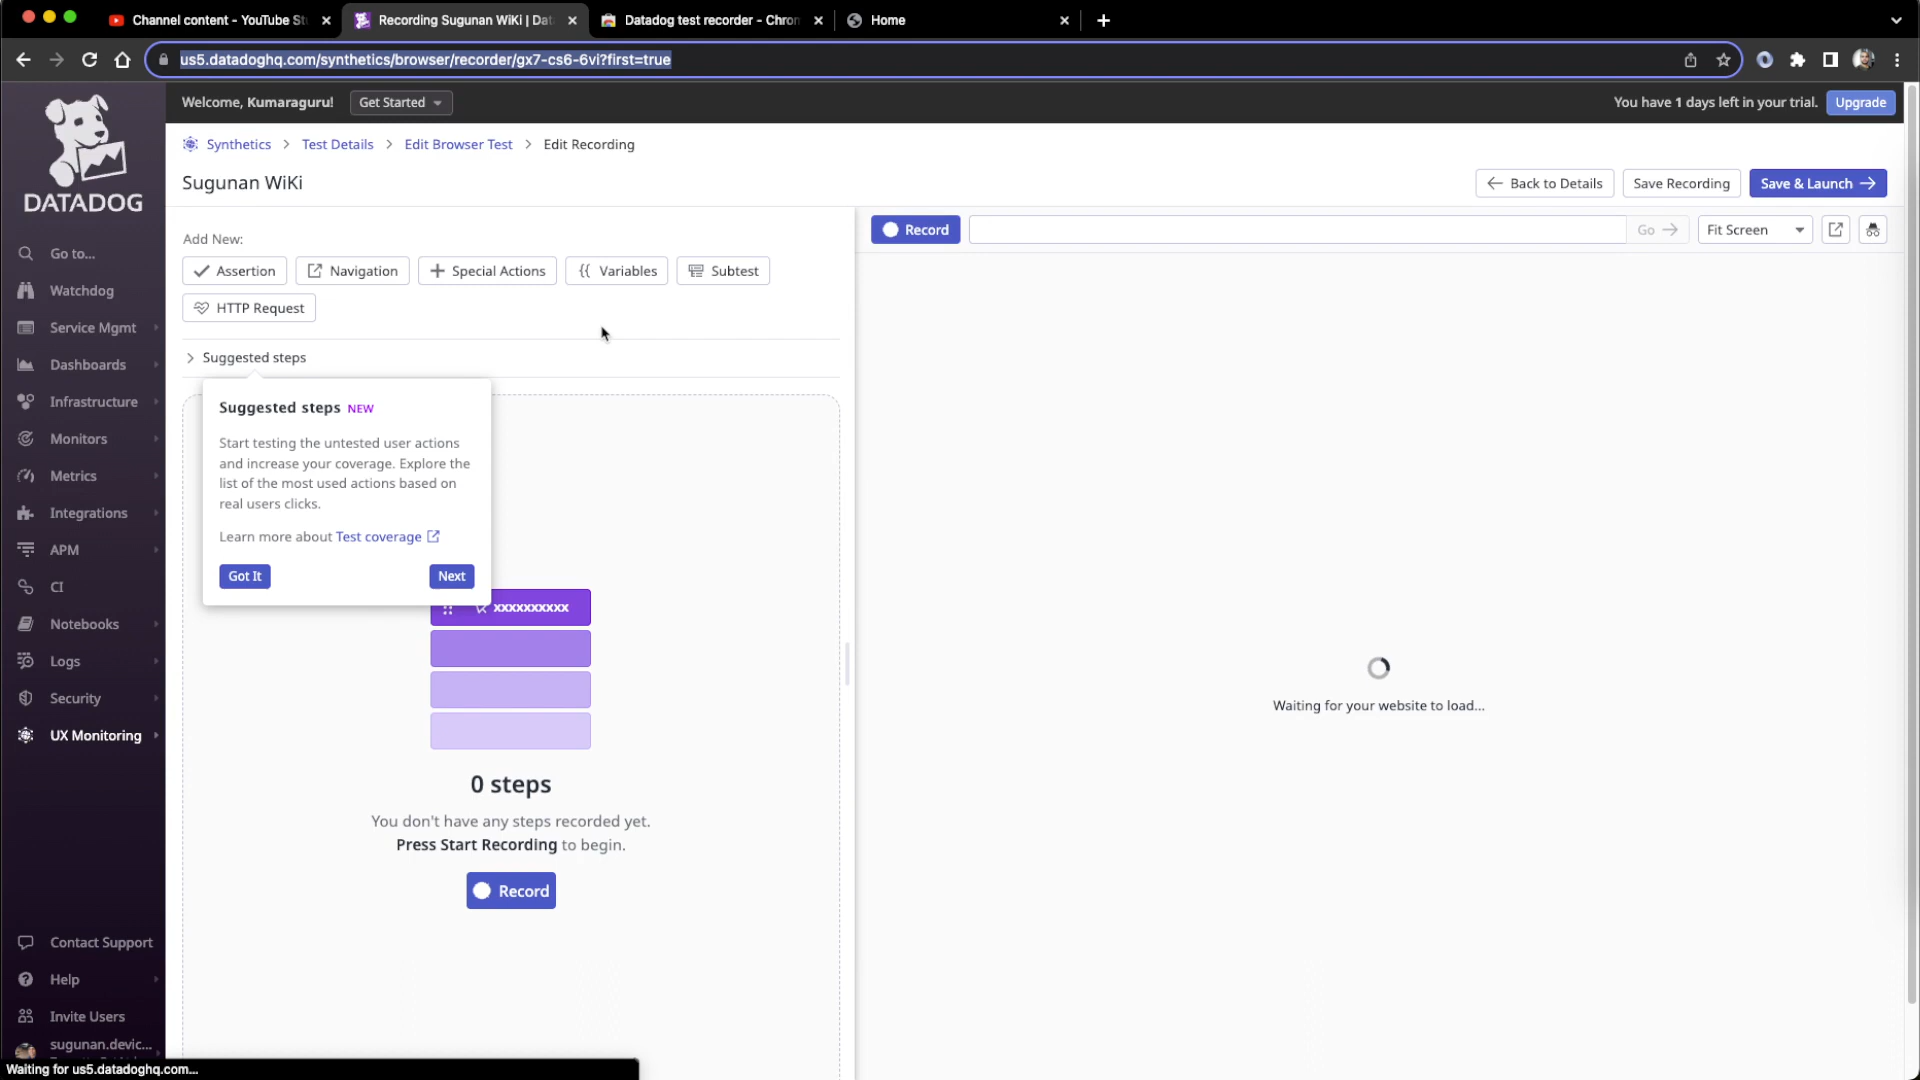 Channel content - YouTube St
Recording Sugunan WiKi | Dat
Datadog test recorder - Chrom
Home
us5.datadoghq.com/synthetics/browser/recorder/gx7-cs6-6vi?first=true
Welcome, Kumaraguru!
Get Started
You have 1 days left in your trial.
Upgrade
DATADOG
Go to...
Watchdog
Service Mgmt
Dashboards
Infrastructure
Monitors
Metrics
Integrations
APM
CI
Notebooks
Logs
Security
UX Monitoring
Contact Support
Help
Invite Users
sugunan.devic...
Synthetics > Test Details > Edit Browser Test > Edit Recording
Sugunan WiKi
Back to Details
Save Recording
Save & Launch
Add New:
Assertion
Navigation
Special Actions
Variables
Subtest
HTTP Request
Suggested steps
Suggested steps NEW
Start testing the untested user actions
and increase your coverage. Explore the
list of the most used actions based on
real users clicks.
Learn more about Test coverage
Got It
Next
xxxxxxxxxx
0 steps
You don't have any steps recorded yet.
Press Start Recording to begin.
Record
Record
Go
Fit Screen
Waiting for your website to load...
Waiting for us5.datadoghq.com...